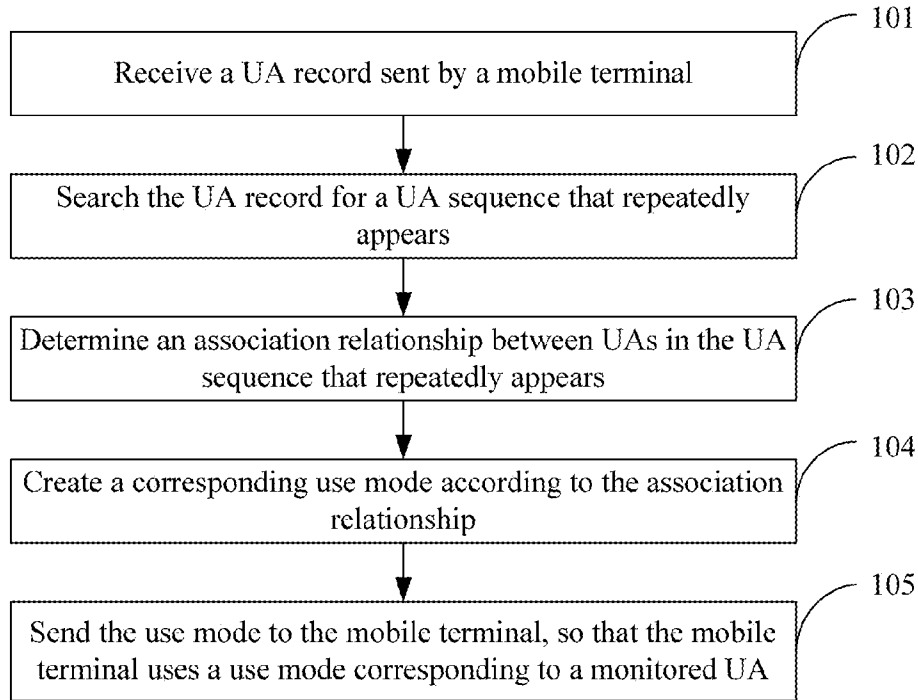 101
Receive a UA record sent by a mobile terminal
102
Search the UA record for a UA sequence that repeatedly
appears
103
Determine an association relationship between UAs in the UA
sequence that repeatedly appears
104
Create a corresponding use mode according to the association
relationship
105
Send the use mode to the mobile terminal, so that the mobile
terminal uses a use mode corresponding to a monitored UA